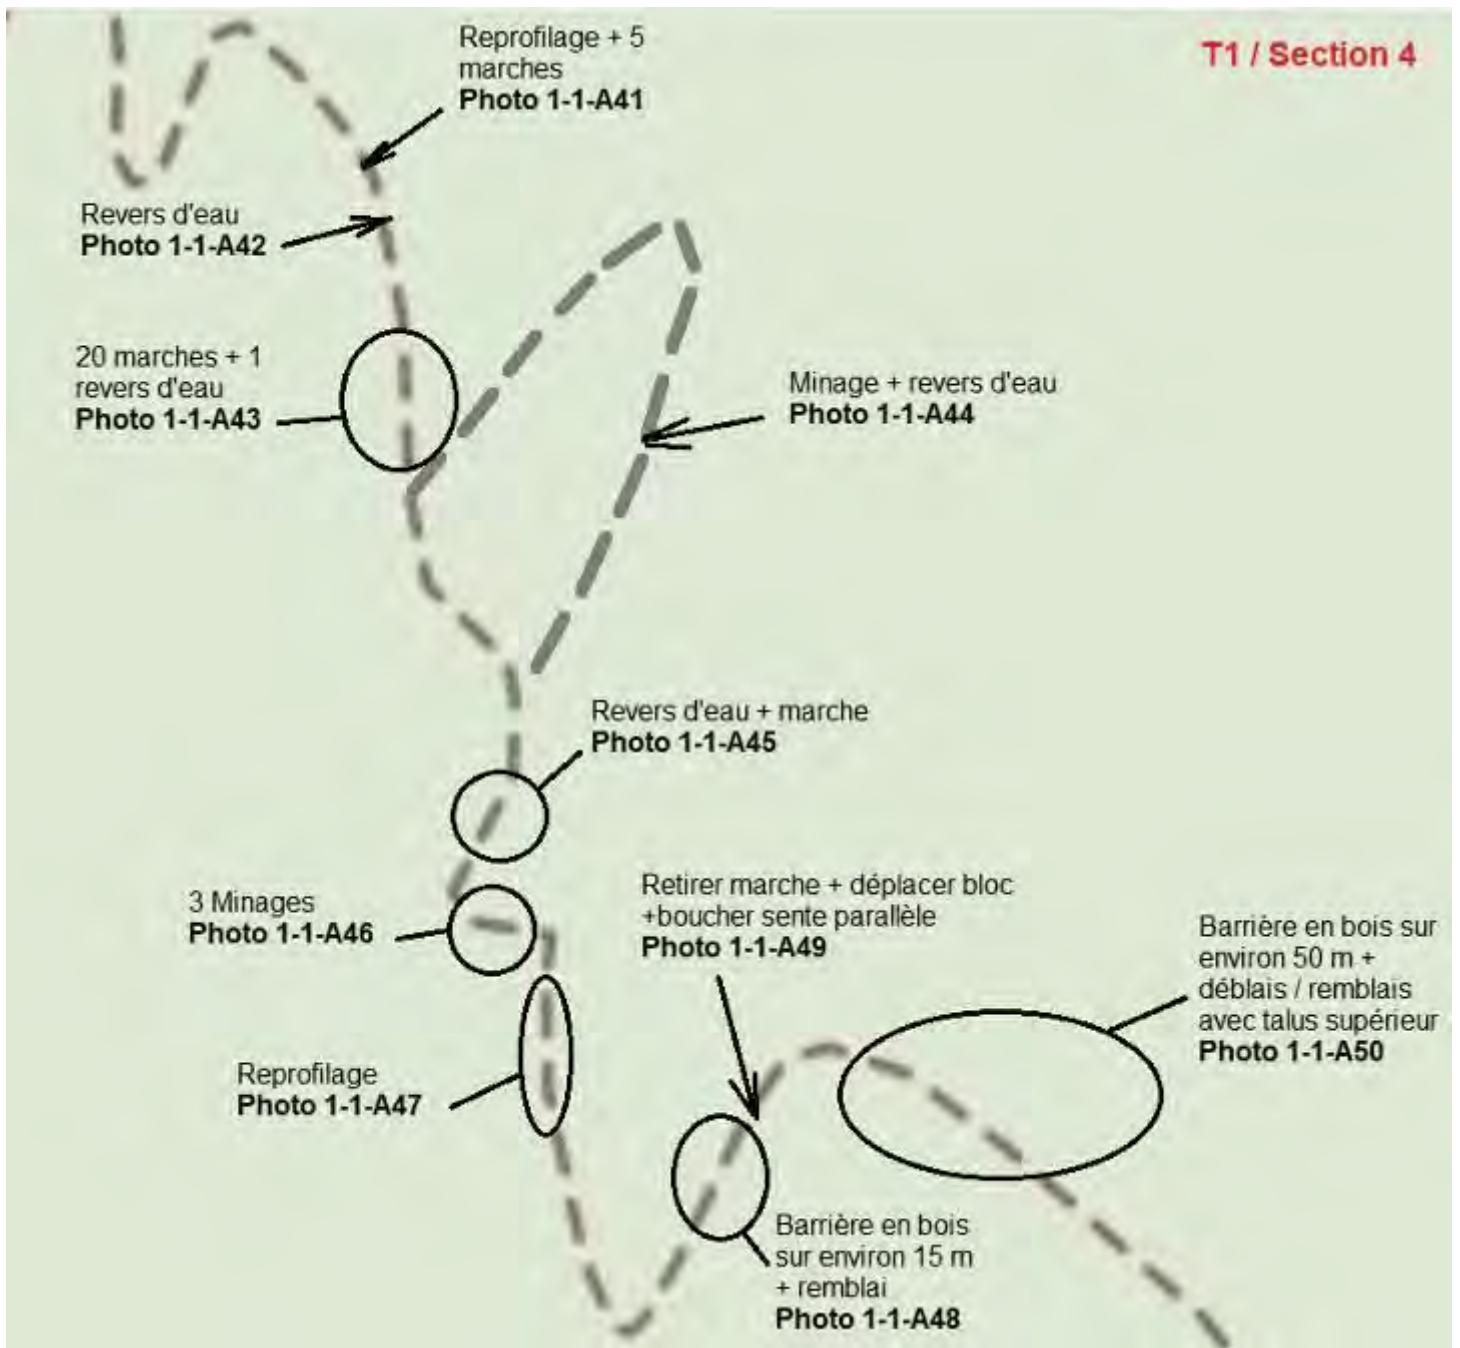 T1 / Section 4
Reprofilage + 5
marches
Photo 1-1-A41
Revers d'eau
Photo 1-1-A42
20 marches + 1
revers d'eau
Photo 1-1-A43
Minage + revers d'eau
Photo 1-1-A44
Revers d'eau + marche
Photo 1-1-A45
3 Minages
Photo 1-1-A46
Retirer marche + déplacer bloc
+boucher sente parallèle
Photo 1-1-A49
Barrière en bois sur
environ 50 m +
déblais / remblais
avec talus supérieur
Photo 1-1-A50
Reprofilage
Photo 1-1-A47
Barrière en bois
sur environ 15 m
+ remblai
Photo 1-1-A48